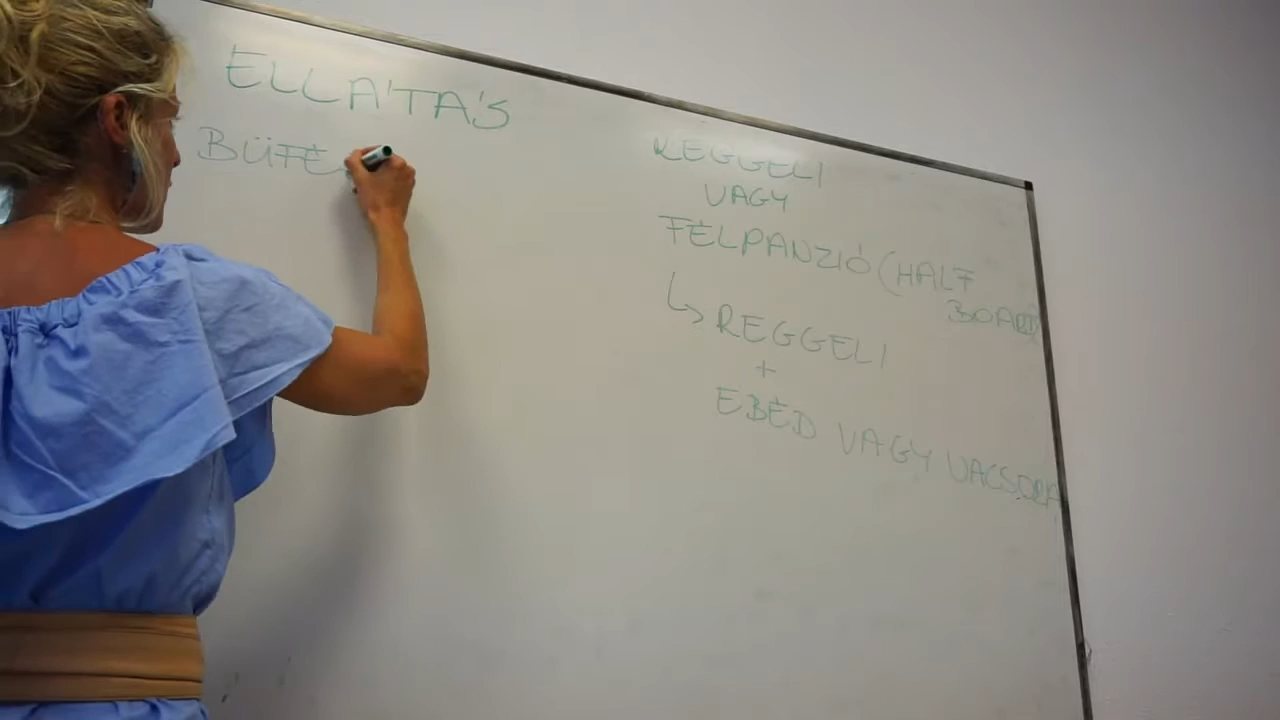 ELLÁTÁS
BÜFÉ
REGGELI
VAGY
FÉLPANZIÓ (HALF
BOARD)
↳ REGGELI
+
EBÉD VAGY VACSORA